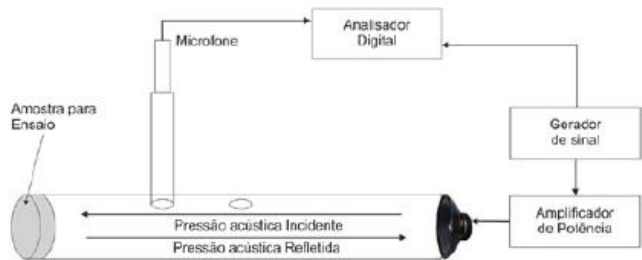 Microfone
Analisador
Digital
Amostra para
Ensaio
Gerador
de sinal
Pressão acústica Incidente
Pressão acústica Refletida
Amplificador
de Potência